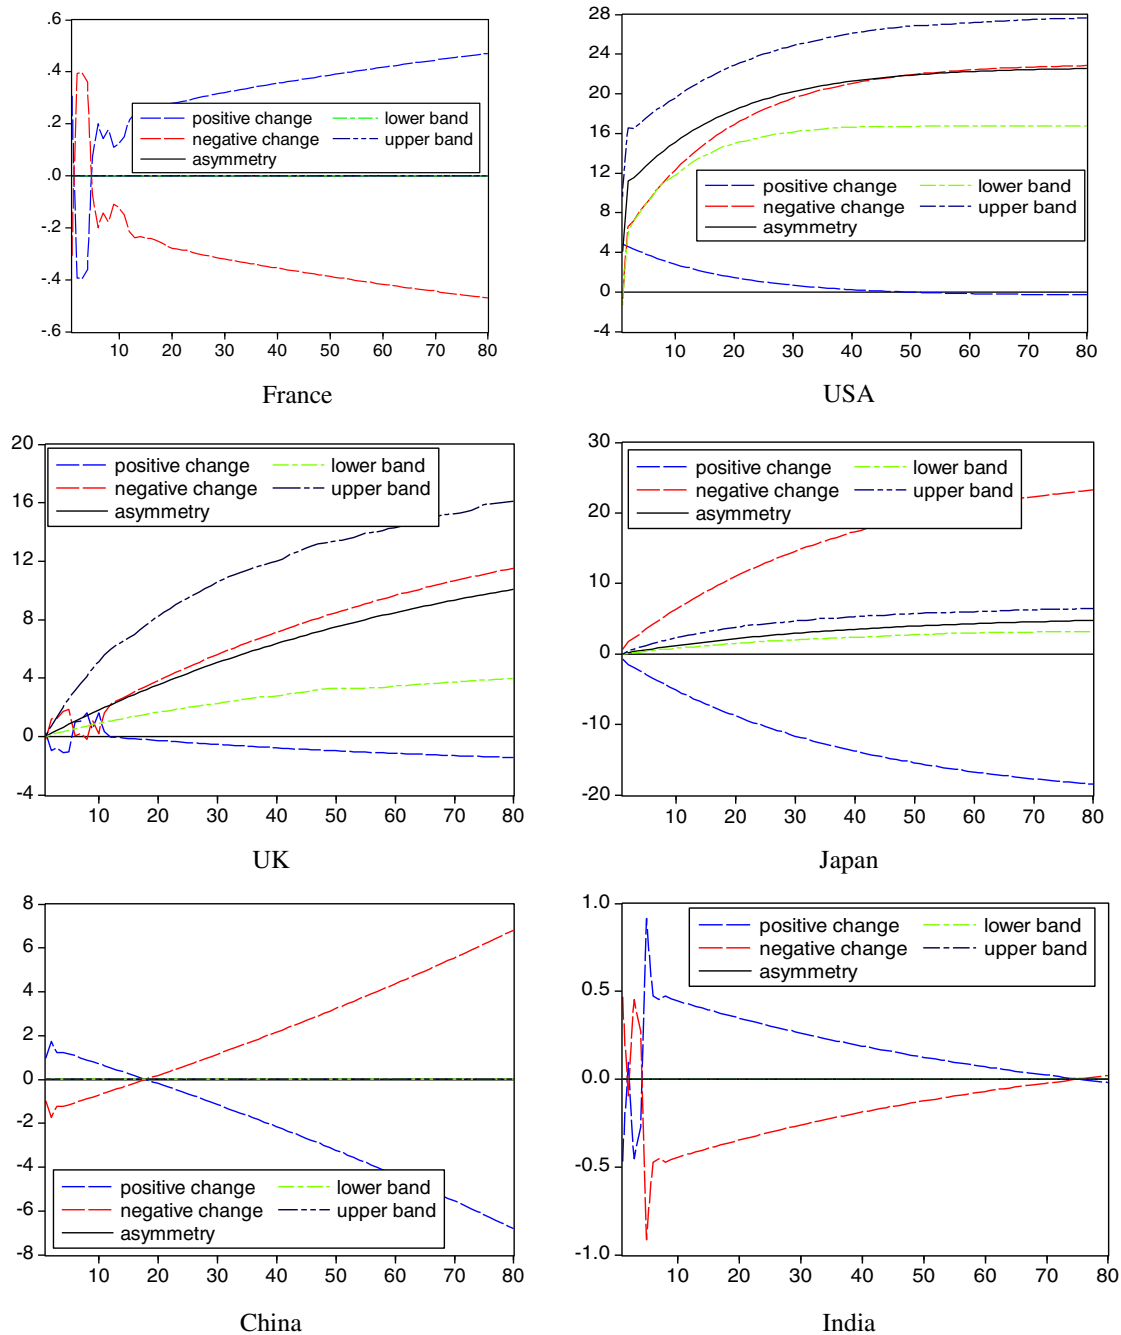 .6
.4
.2
.0
-.2
-.4
-.6
positive change lower band
negative change upper band
asymmetry
10 20 30 40 50 60 70 80
France
28
24
20
16
12
8
4
0
-4
positive change lower band
negative change upper band
asymmetry
10 20 30 40 50 60 70 80
USA
20
16
12
8
4
0
-4
positive change lower band
negative change upper band
asymmetry
10 20 30 40 50 60 70 80
UK
30
20
10
0
-10
-20
positive change lower band
negative change upper band
asymmetry
10 20 30 40 50 60 70 80
Japan
8
6
4
2
0
-2
-4
-6
-8
positive change lower band
negative change upper band
asymmetry
10 20 30 40 50 60 70 80
China
1.0
0.5
0.0
-0.5
-1.0
positive change lower band
negative change upper band
asymmetry
10 20 30 40 50 60 70 80
India